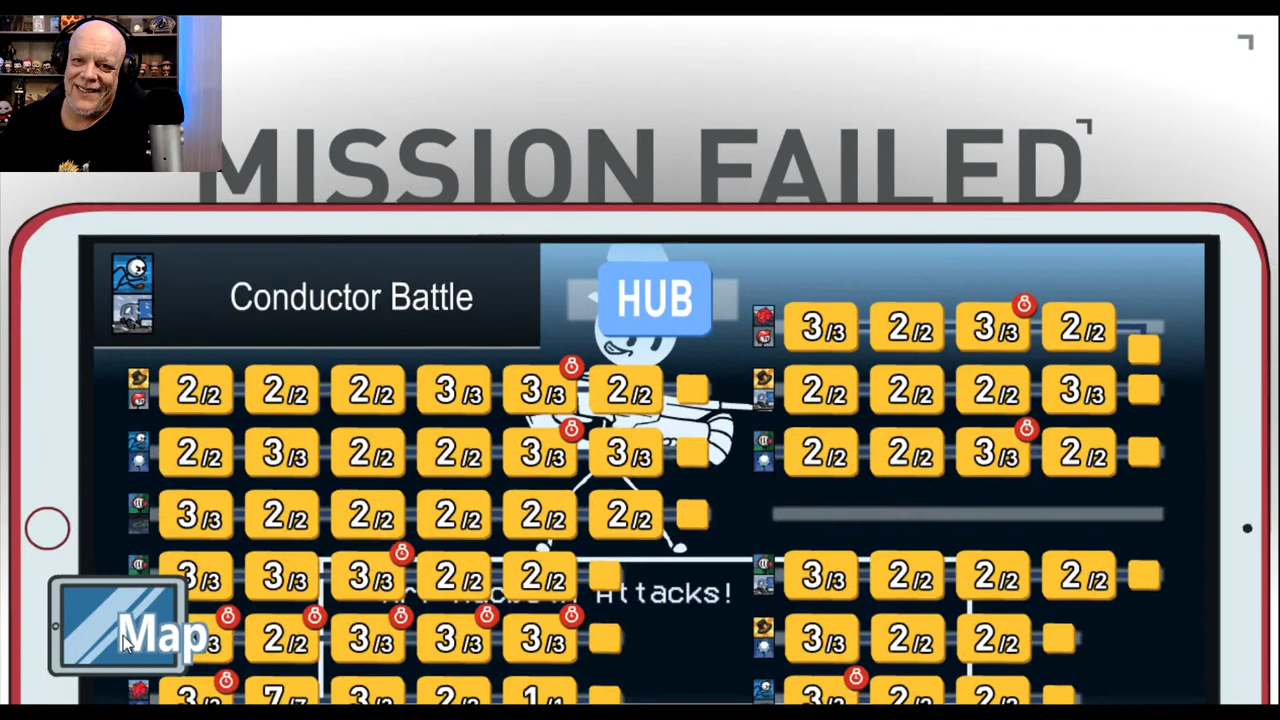 MISSION FAILED
Conductor Battle
HUB
3/3 2/2 3/3 2/2
2/2 2/2 2/2 3/3 3/3 2/2
2/2 2/2 2/2 3/3
2/2 3/3 2/2 2/2 3/3 3/3
2/2 2/2 3/3 2/2
3/3 2/2 2/2 2/2 2/2 2/2
3/3 3/3 3/3 2/2 2/2
3/3 2/2 2/2 2/2
Attacks!
Map
/3 2/2 3/3 3/3 3/3
3/3 2/2 2/2